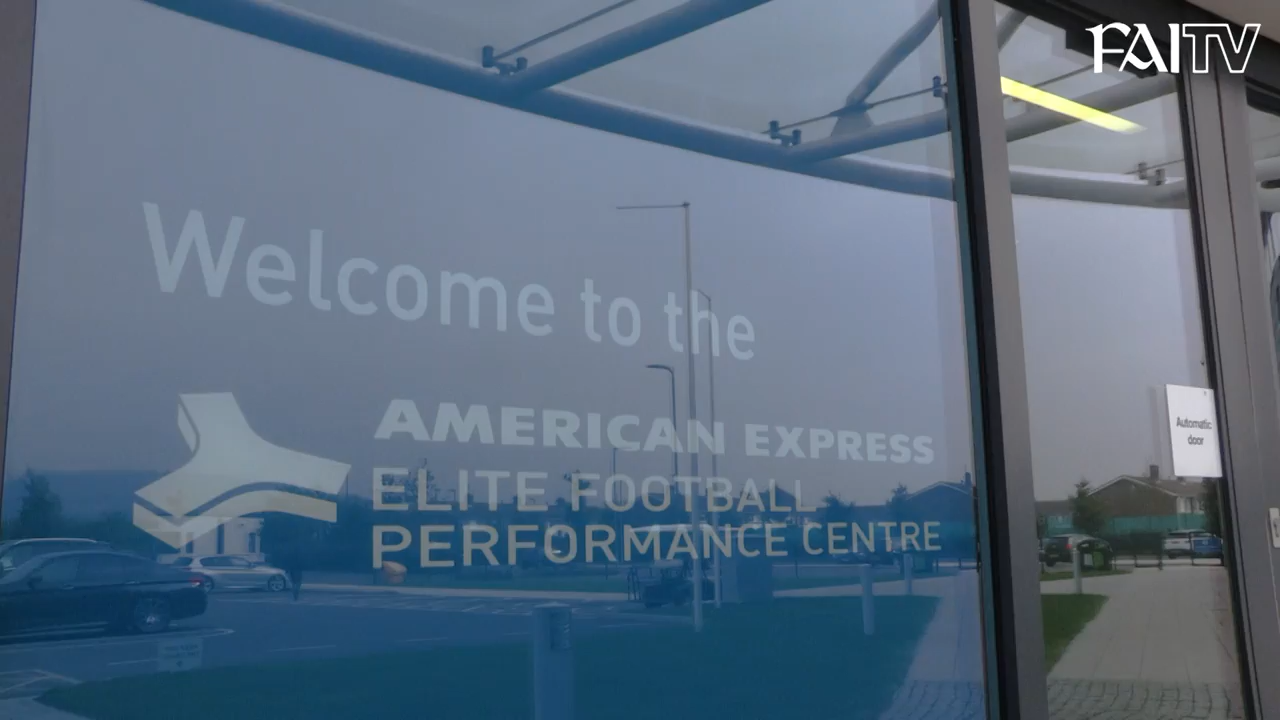 FAITV
Welcome to the
AMERICAN EXPRESS
ELITE FOOTBALL
PERFORMANCE CENTRE
Automatic
door